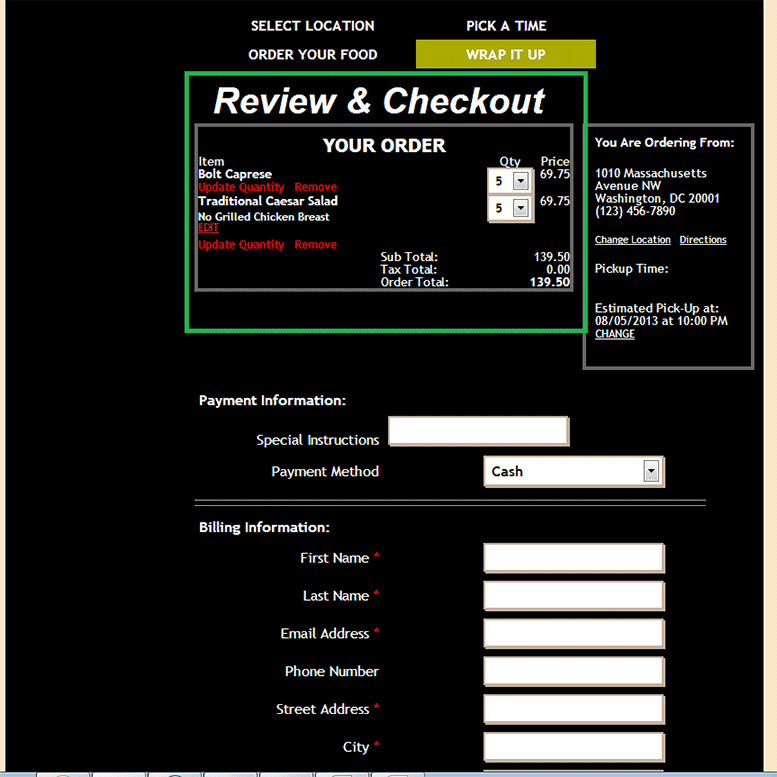 SELECT LOCATION PICK A TIME
ORDER YOUR FOOD WRAP IT UP
Review & Checkout
YOUR ORDER
Item Qty Price
Bolt Caprese 5 69.75
Update Quantity Remove
Traditional Caesar Salad 5 69.75
No Grilled Chicken Breast
EDIT
Update Quantity Remove
Sub Total: 139.50
Tax Total: 0.00
Order Total: 139.50
You Are Ordering From:
1010 Massachusetts
Avenue NW
Washington, DC 20001
(123) 456-7890
Change Location Directions
Pickup Time:
Estimated Pick-Up at:
08/05/2013 at 10:00 PM
CHANGE
Payment Information:
Special Instructions
Payment Method Cash
Billing Information:
First Name *
Last Name *
Email Address *
Phone Number
Street Address *
City *